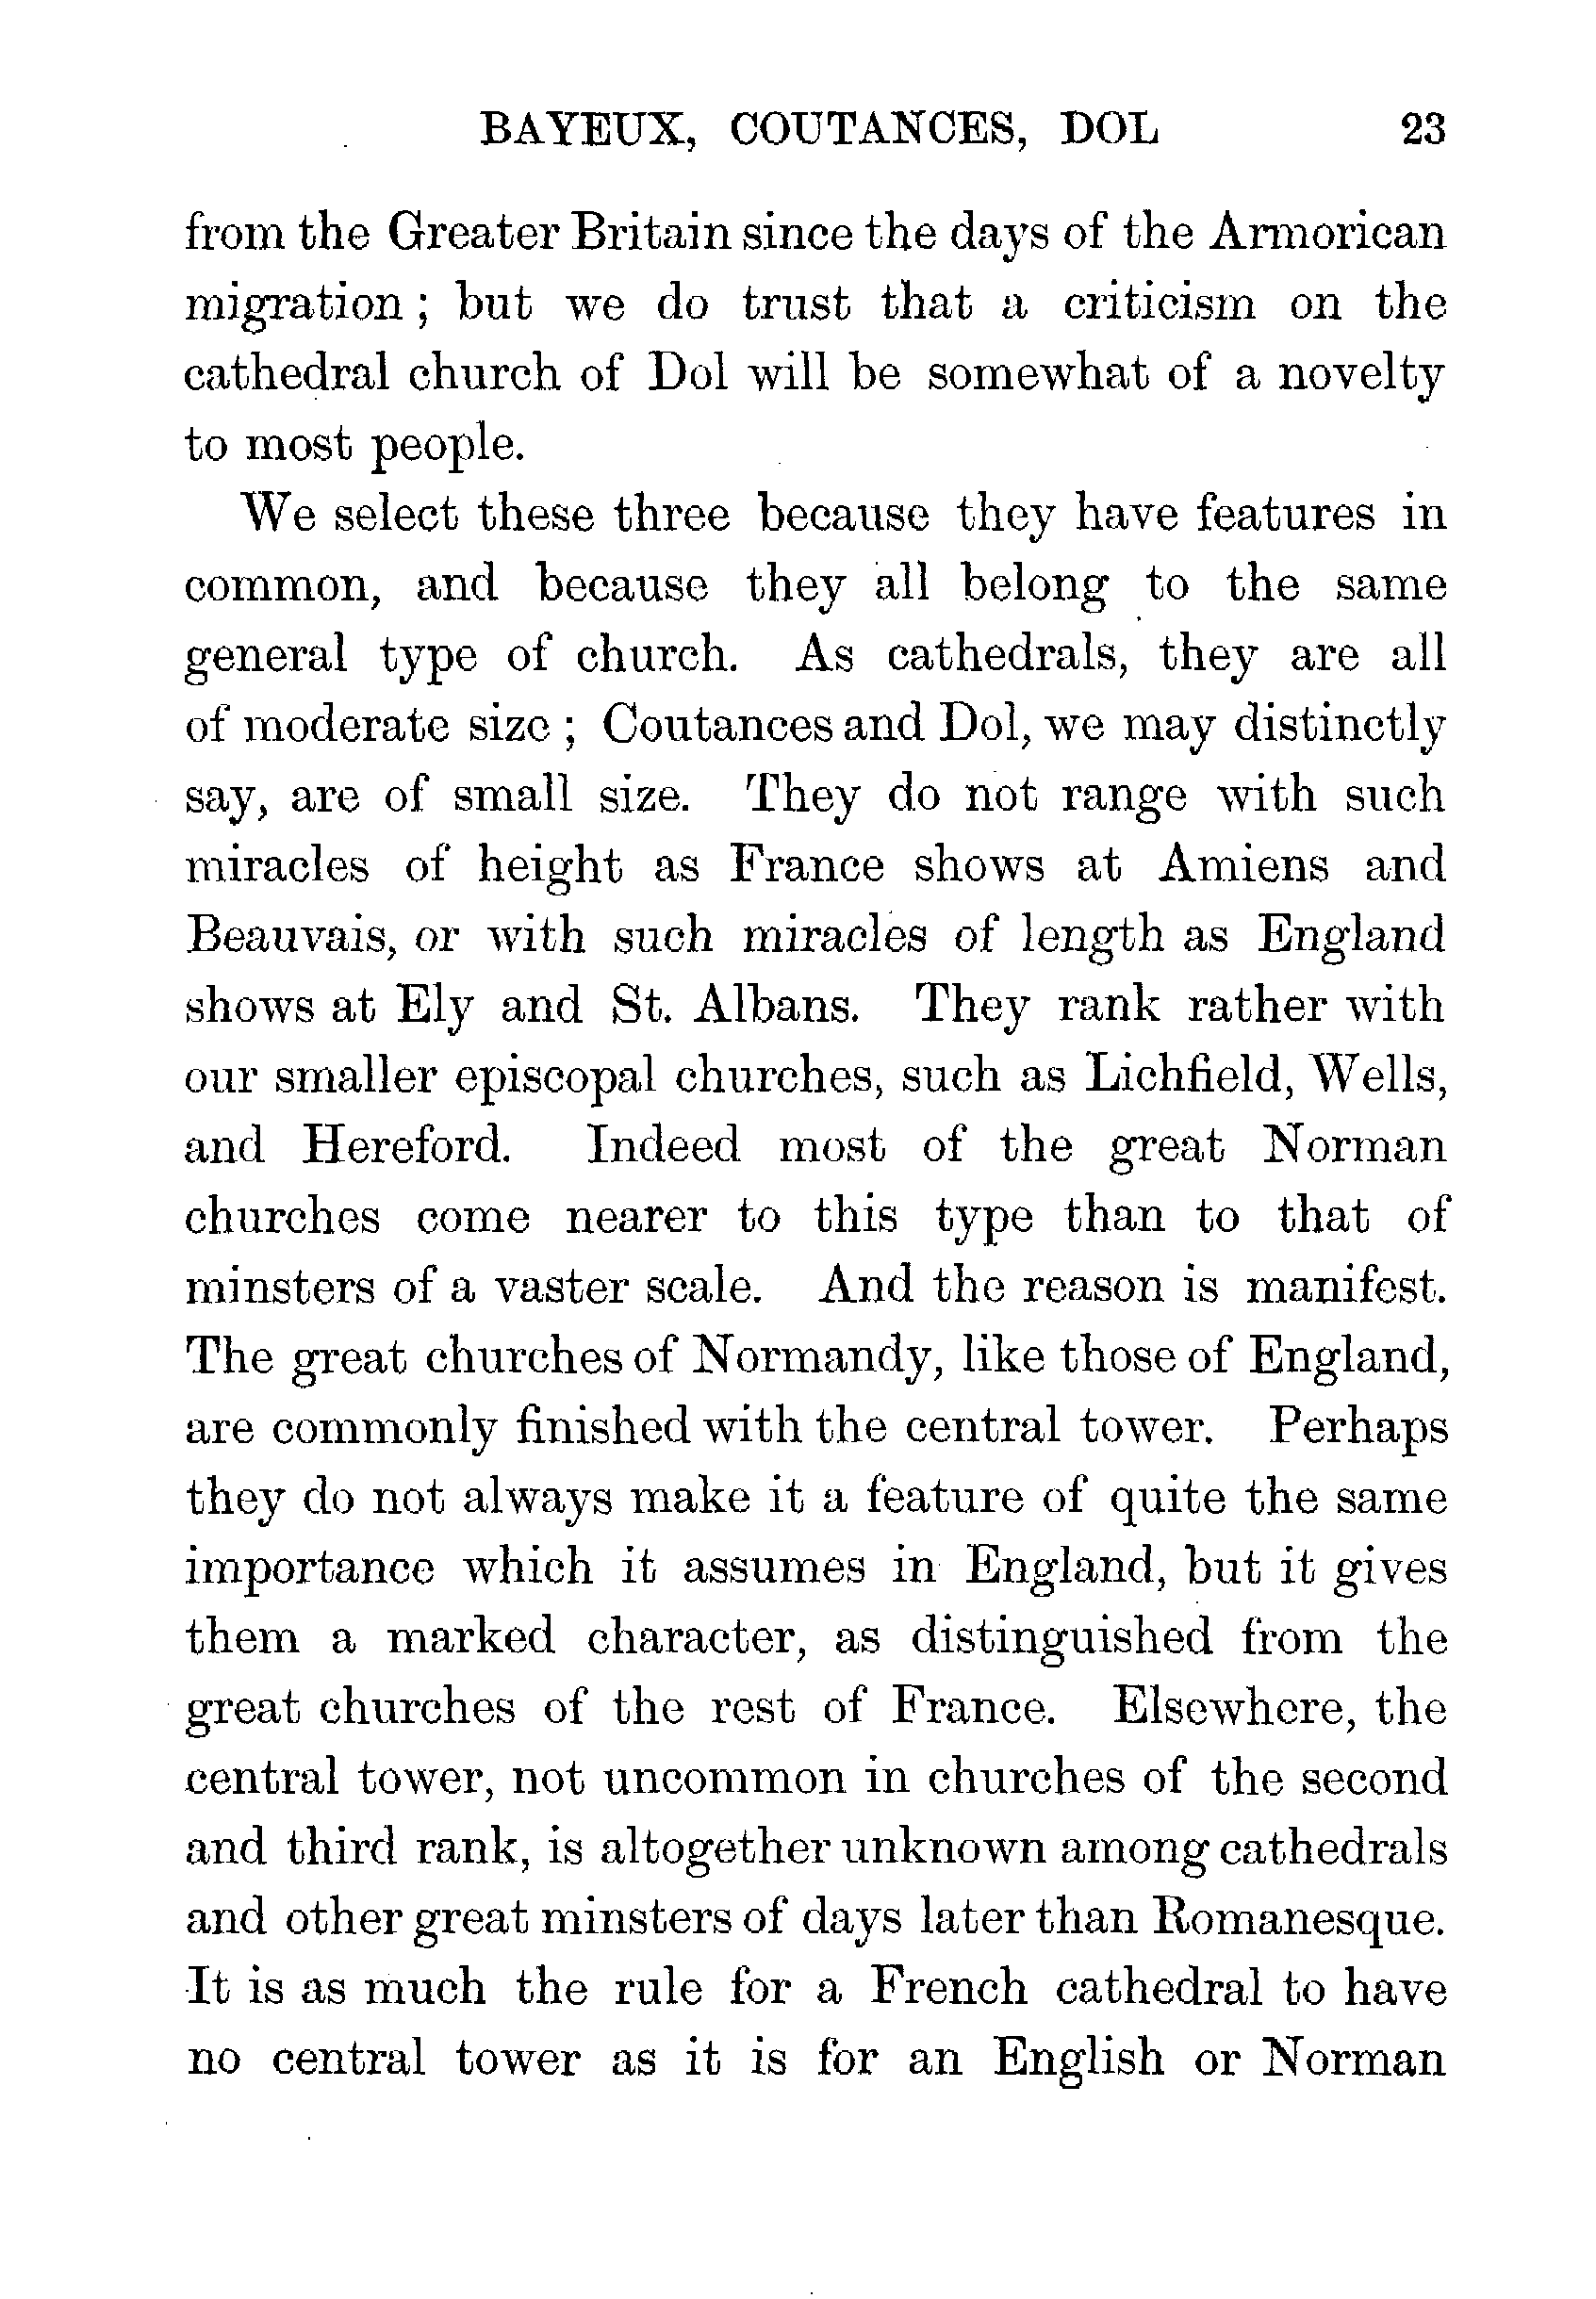 BAYEUX, COUTANCES, DOL 23
from the Greater Britain since the days of the Armorican
migration ; but we do trust that a criticism on the
cathedral church of Dol will be somewhat of a novelty
to most people.
We select these three because they have features in
common, and because they all belong to the same
general type of church. As cathedrals, they are all
of moderate size ; Coutances and Dol, we may distinctly
say, are of small size. They do not range with such
miracles of height as France shows at Amiens and
Beauvais, or with such miracles of length as England
shows at Ely and St. Albans. They rank rather with
our smaller episcopal churches, such as Lichfield, Wells,
and Hereford. Indeed most of the great Norman
churches come nearer to this type than to that of
minsters of a vaster scale. And the reason is manifest.
The great churches of Normandy, like those of England,
are commonly finished with the central tower. Perhaps
they do not always make it a feature of quite the same
importance which it assumes in England, but it gives
them a marked character, as distinguished from the
great churches of the rest of France. Elsewhere, the
central tower, not uncommon in churches of the second
and third rank, is altogether unknown among cathedrals
and other great minsters of days later than Romanesque.
It is as much the rule for a French cathedral to have
no central tower as it is for an English or Norman